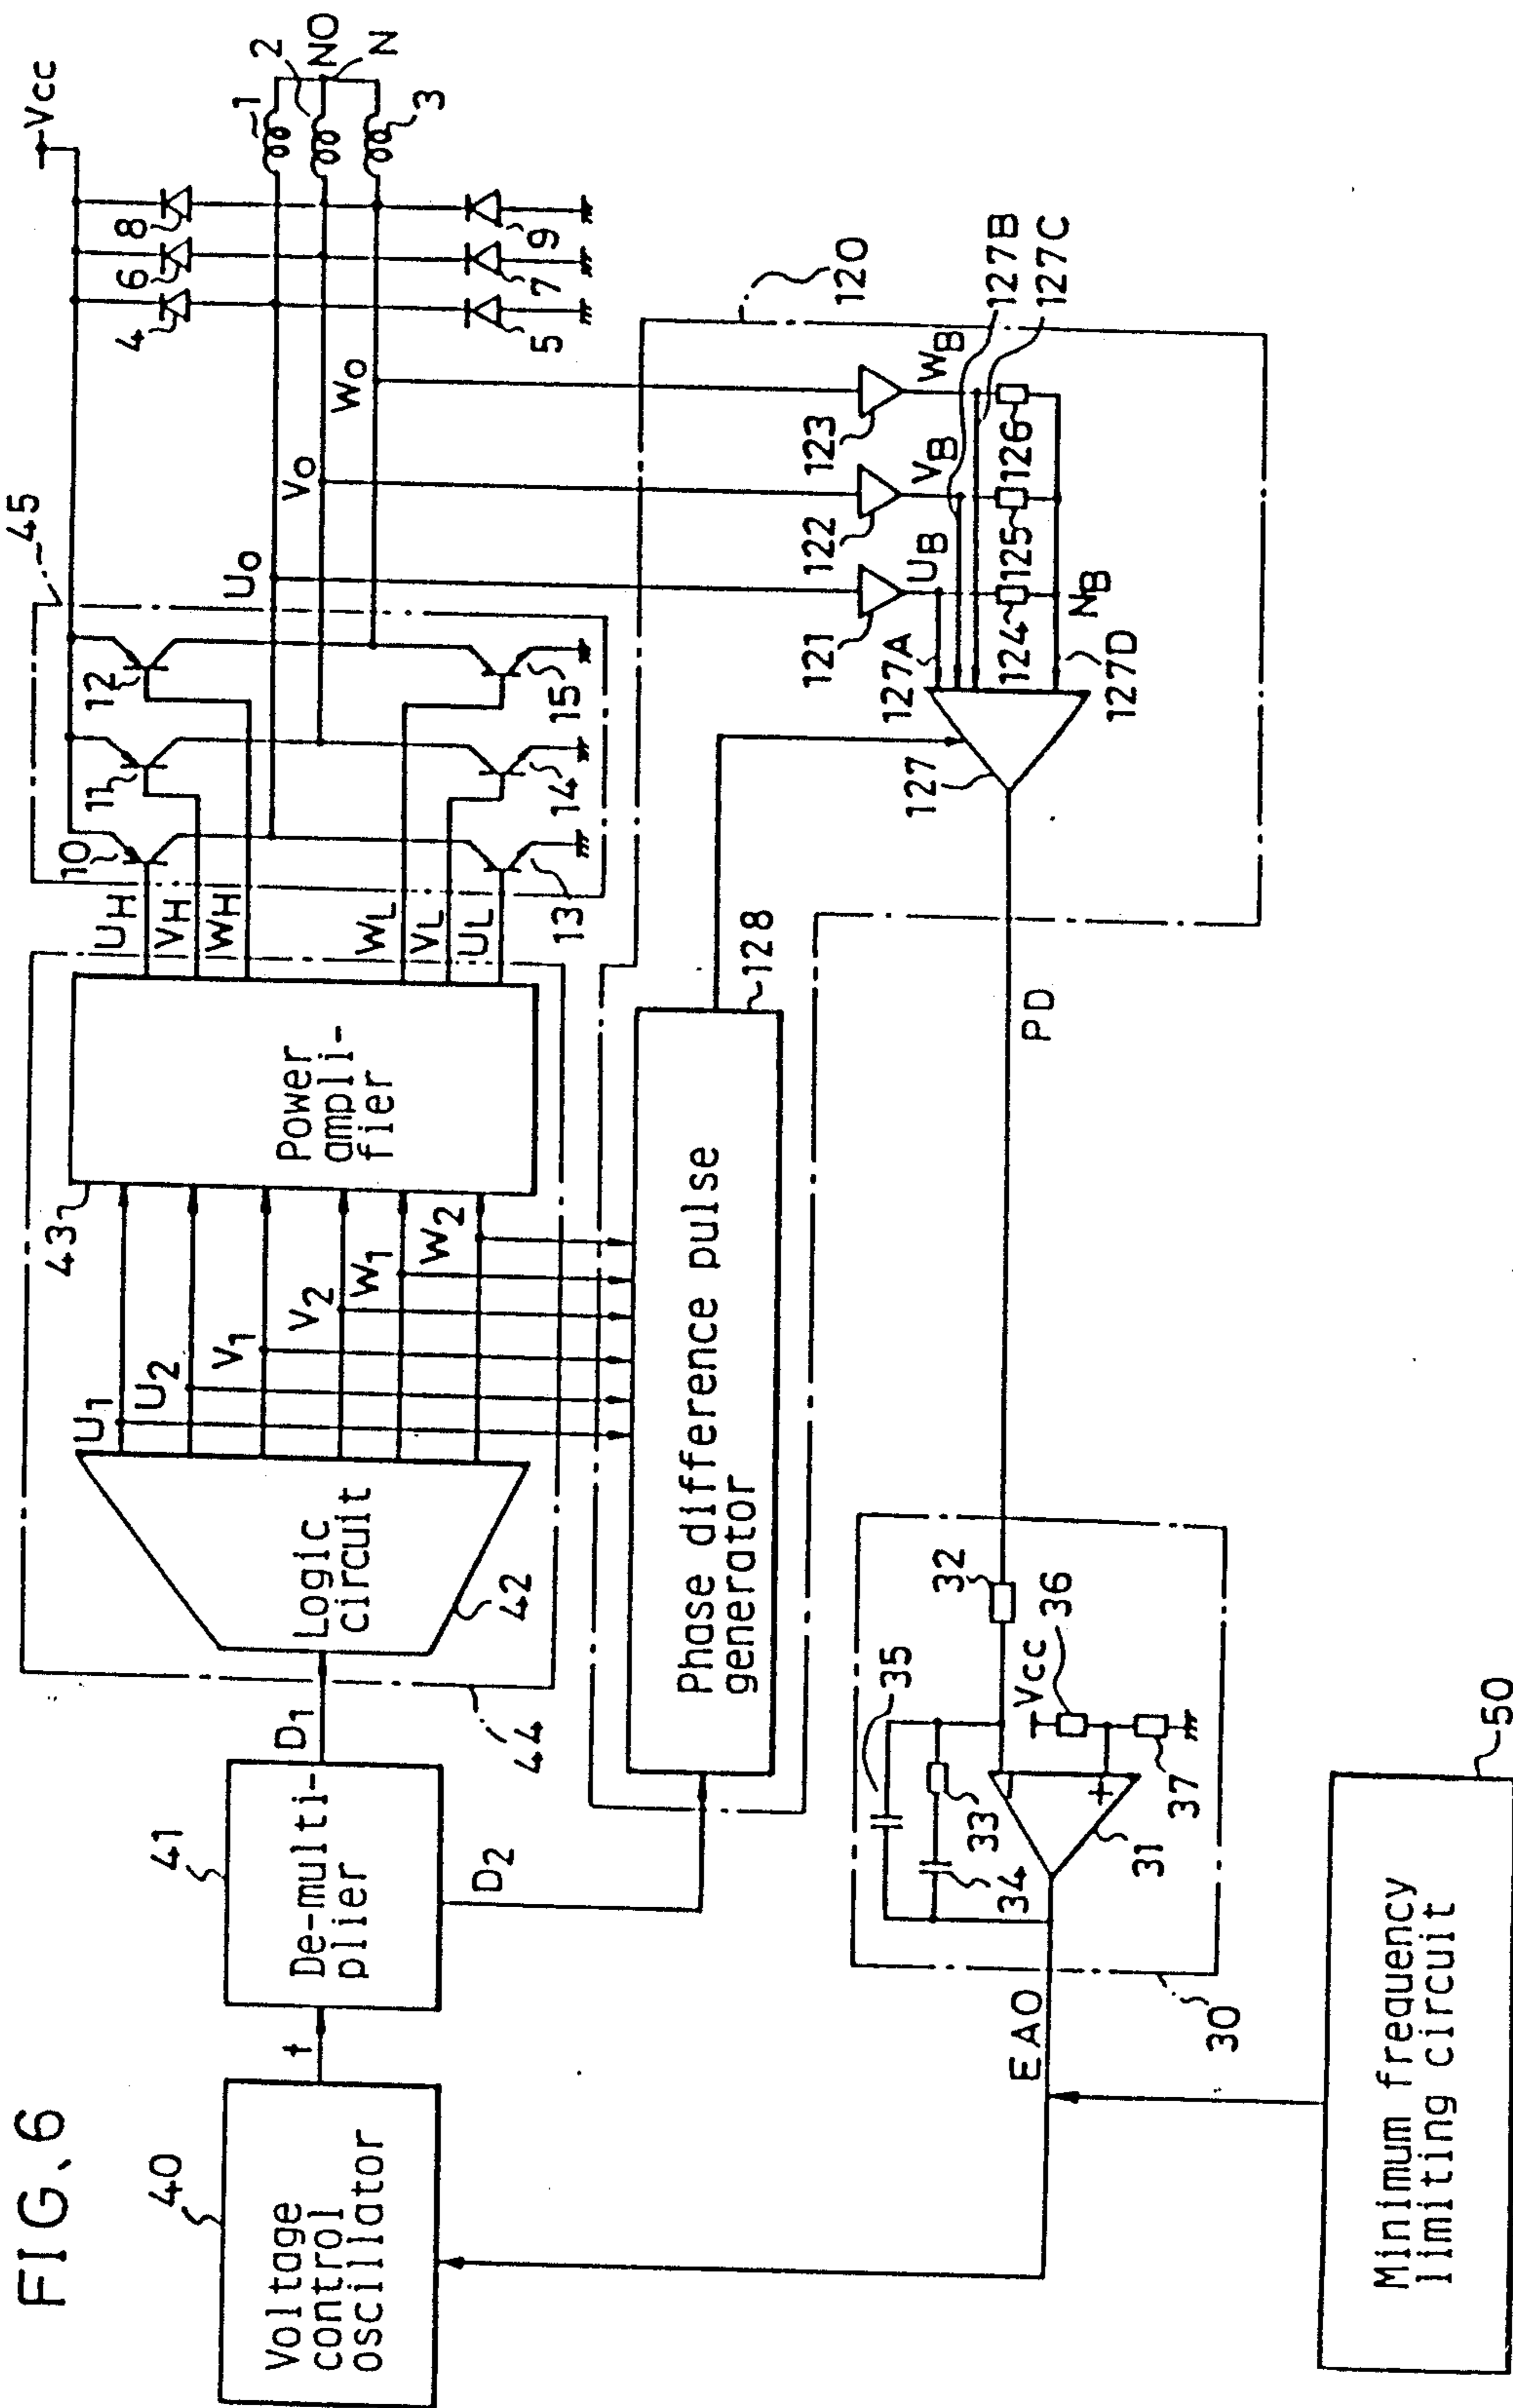 FIG. 6
40
Voltage
control
oscillator
f
41
De-multi-
plier
D1
D2
44
Logic
circuit
42
U1
U2
V1
V2
W1
W2
43
Power
ampli-
fier
UH
VH
WH
WL
VL
UL
45
10
11
12
13
14
15
Uo
Vo
Wo
Vcc
4
6
8
5
7
9
1
2
3
NO
N
Phase difference pulse
generator
128
120
121
122
123
UB
VB
WB
127A
127B
127C
127D
124
125
126
NB
127
PD
30
31
32
33
34
35
36
37
Vcc
+
EAO
50
Minimum frequency
limiting circuit